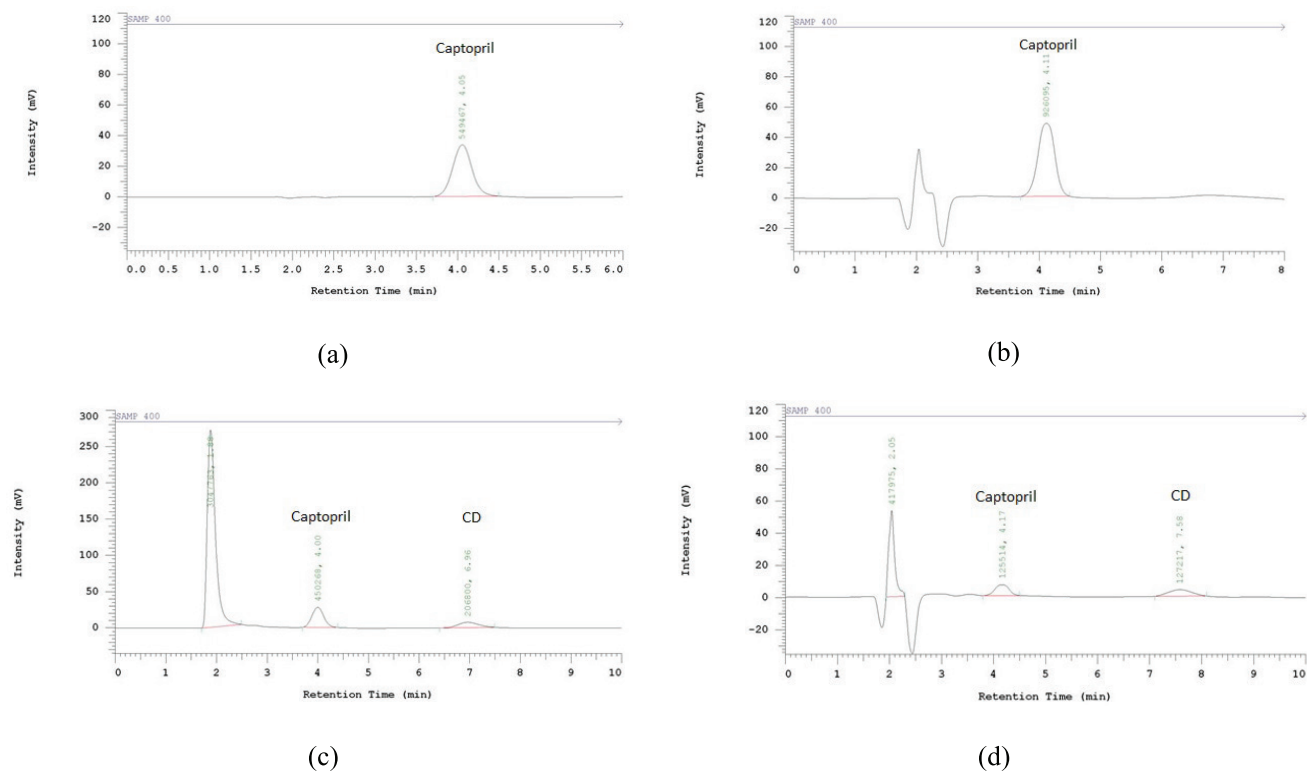 SAMP 400
120
100
80
60
40
20
0
-20
Intensity (mV)
Captopril
549467, 4.05
0.0 0.5 1.0 1.5 2.0 2.5 3.0 3.5 4.0 4.5 5.0 5.5 6.0
Retention Time (min)
(a)
SAMP 400
120
100
80
60
40
20
0
-20
Intensity (mV)
Captopril
926095, 4.11
0 1 2 3 4 5 6 7 8
Retention Time (min)
(b)
SAMP 400
300
250
200
150
100
50
0
Intensity (mV)
Captopril
450268, 4.00
CD
206800, 6.96
0 1 2 3 4 5 6 7 8 9 10
Retention Time (min)
(c)
SAMP 400
120
100
80
60
40
20
0
-20
Intensity (mV)
417975, 2.05
Captopril
125514, 4.17
CD
127217, 7.58
0 1 2 3 4 5 6 7 8 9 10
Retention Time (min)
(d)